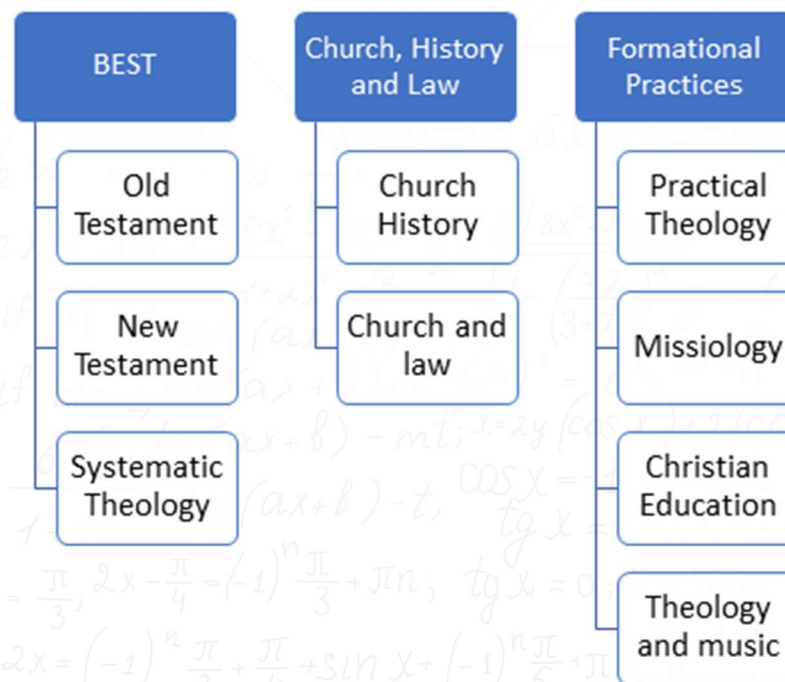 BEST
Old
Testament
New
Testament
Systematic
Theology
Church, History
and Law
Church
History
Church and
law
Formational
Practices
Practical
Theology
Missiology
Christian
Education
Theology
and music